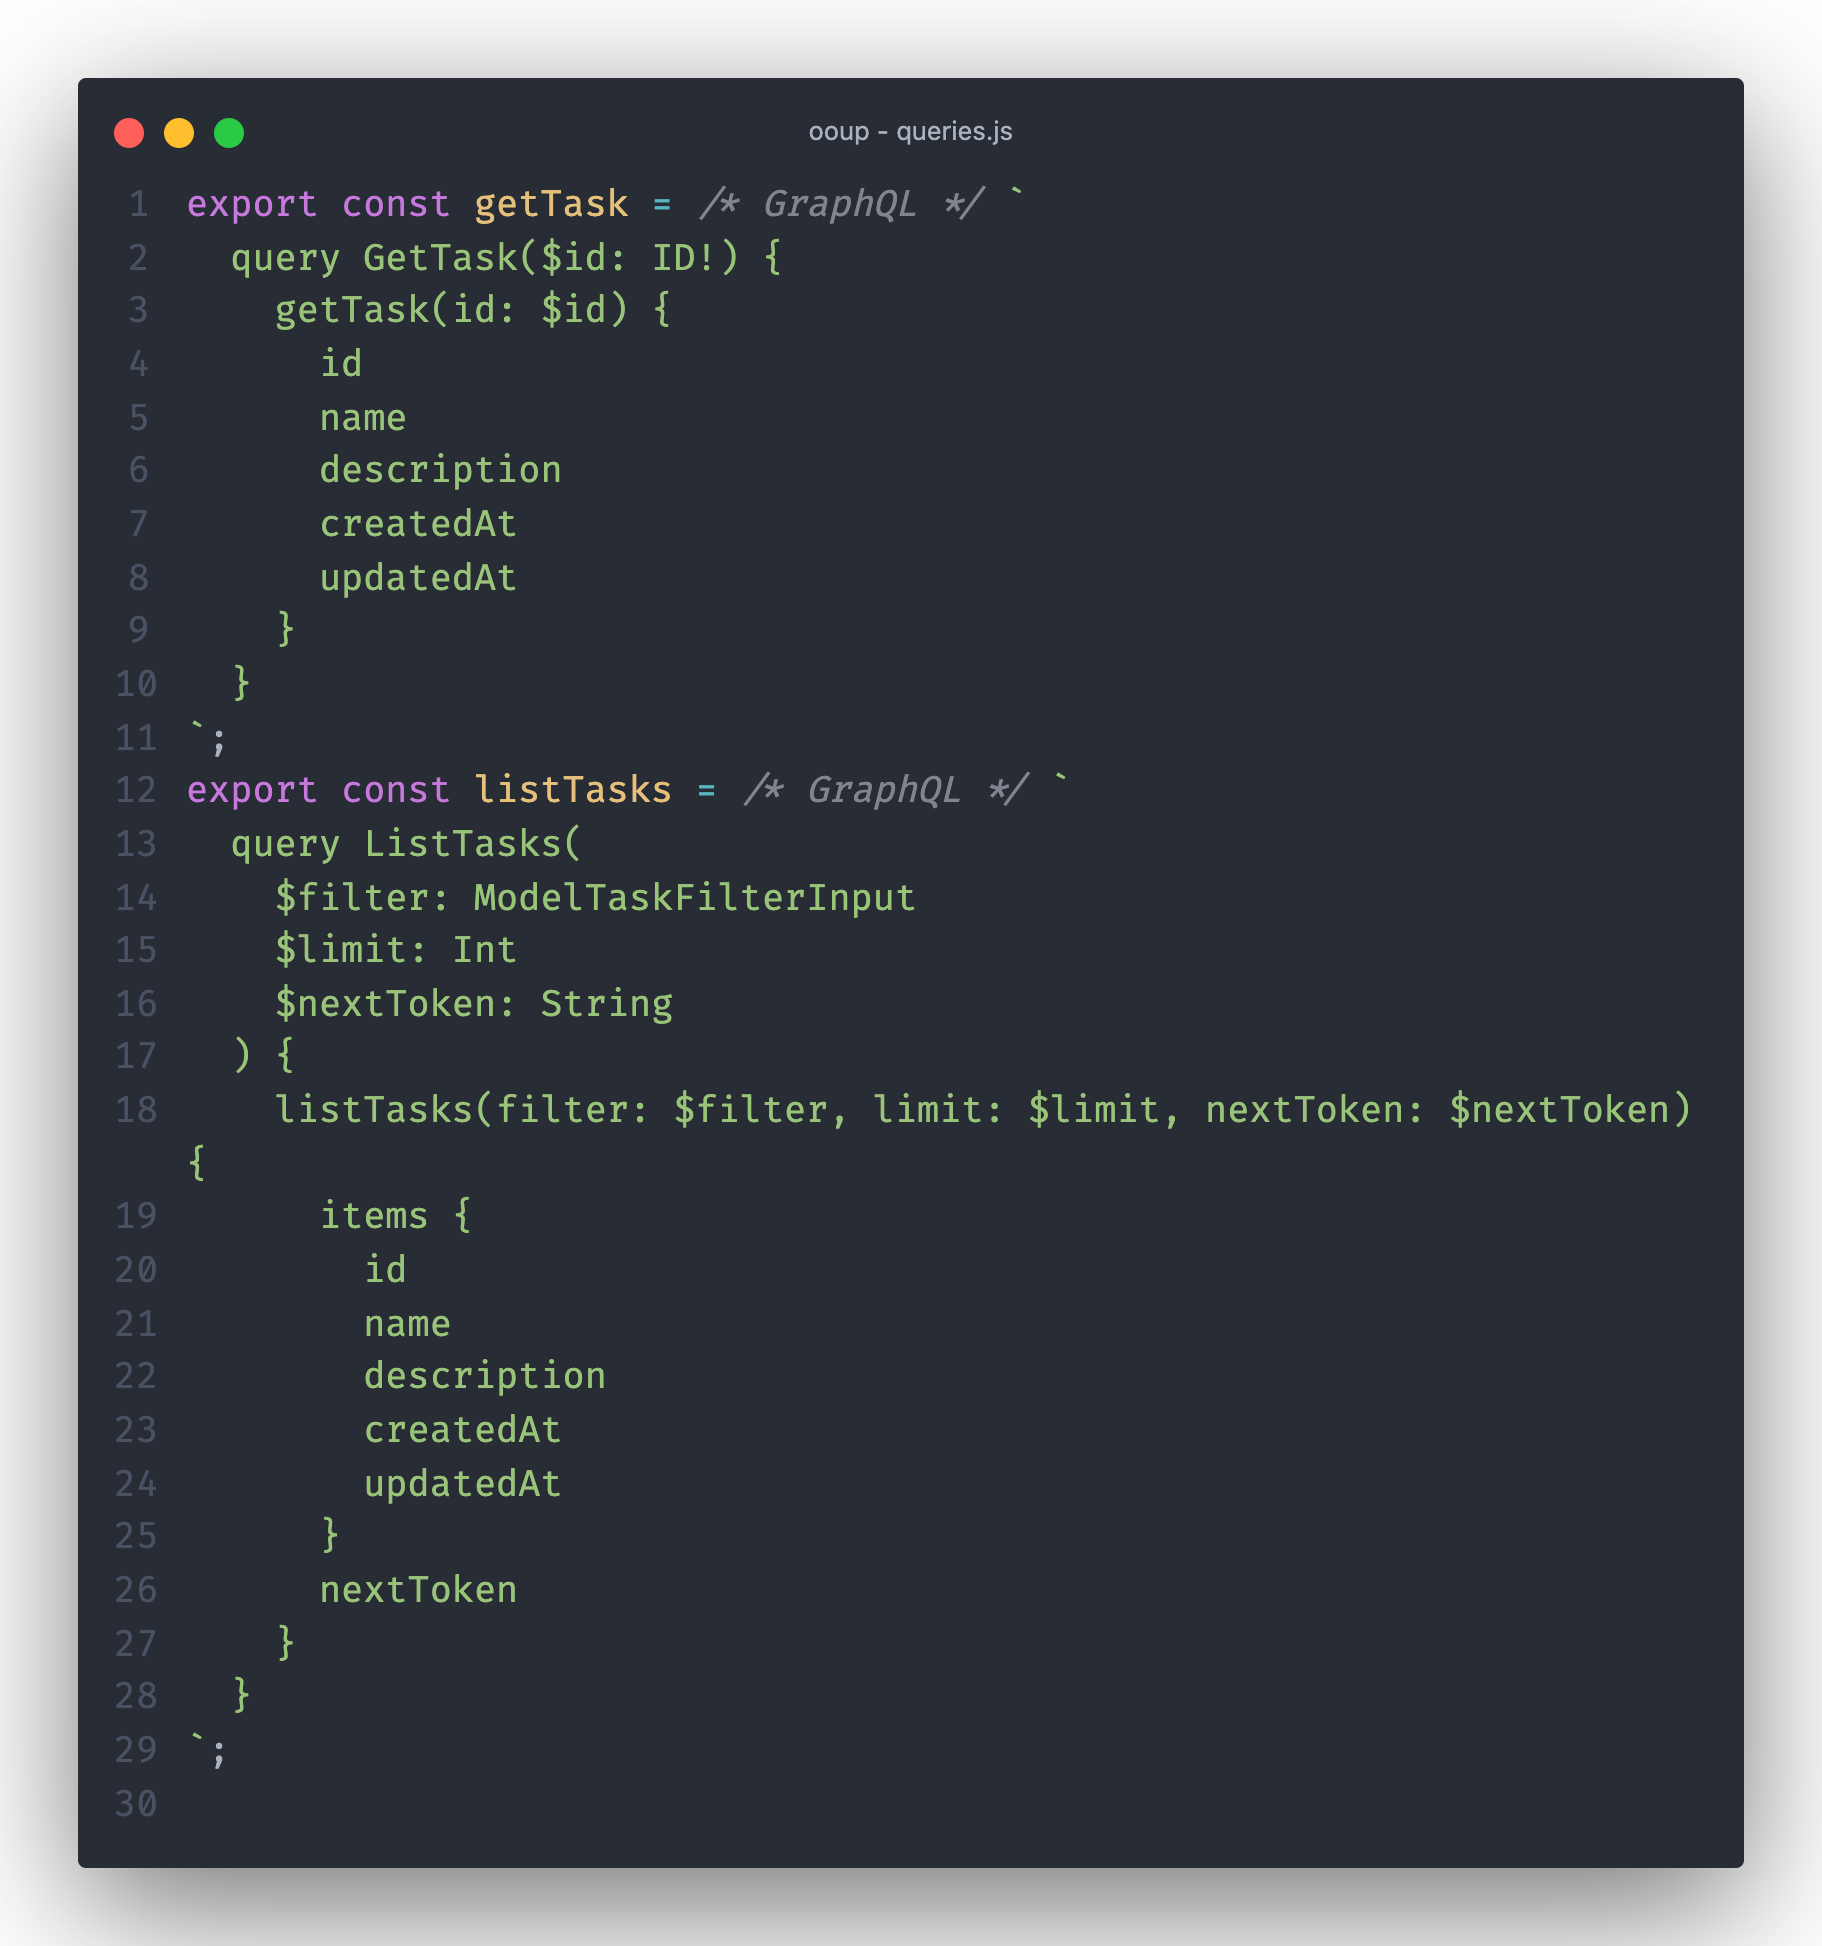 ooup - queries.js
1 export const getTask = /* GraphQL */ `
2   query GetTask($id: ID!) {
3     getTask(id: $id) {
4       id
5       name
6       description
7       createdAt
8       updatedAt
9     }
10   }
11 `;
12 export const listTasks = /* GraphQL */ `
13   query ListTasks(
14     $filter: ModelTaskFilterInput
15     $limit: Int
16     $nextToken: String
17   ) {
18     listTasks(filter: $filter, limit: $limit, nextToken: $nextToken)
{
19       items {
20         id
21         name
22         description
23         createdAt
24         updatedAt
25       }
26       nextToken
27     }
28   }
29 `;
30